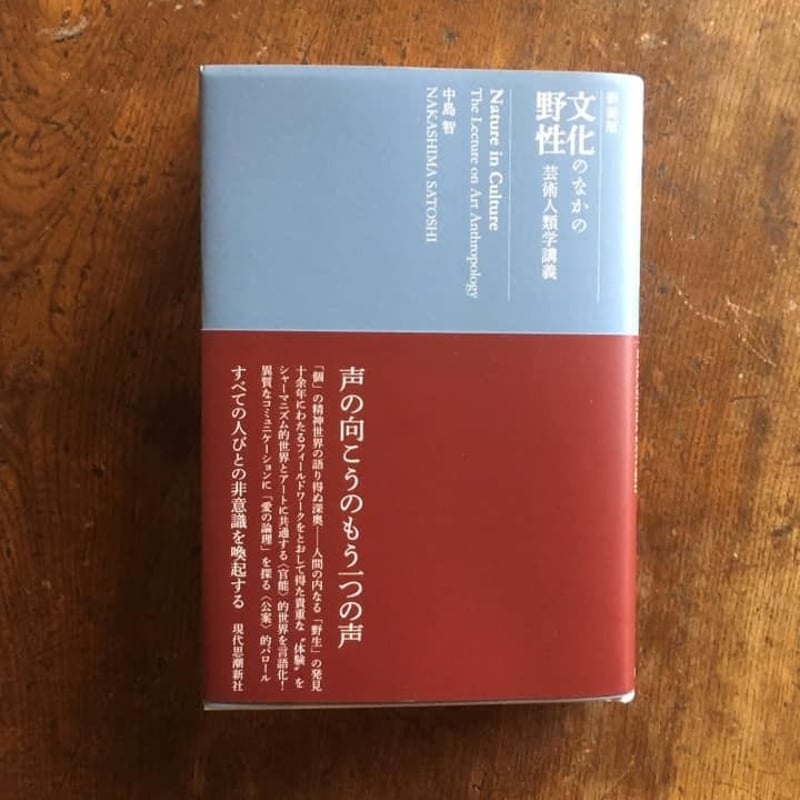 新装版
文化のなかの
野性
芸術人類学講義
Nature in Culture
The Lecture on Art Anthropology
中島 智
NAKASHIMA SATOSHI
声の向こうのもう一つの声
「個」の精神世界の語り得ぬ深奥──人間の内なる「野生」の発見
十余年にわたるフィールドワークをとおして得た貴重な〝体験〟を
シャーマニズム的世界とアートに共通する〈官能〉的世界を言語化!
異質なコミュニケーションに「愛の論理」を探る〈公案〉的パロール
すべての人びとの非意識を喚起する 現代思潮新社